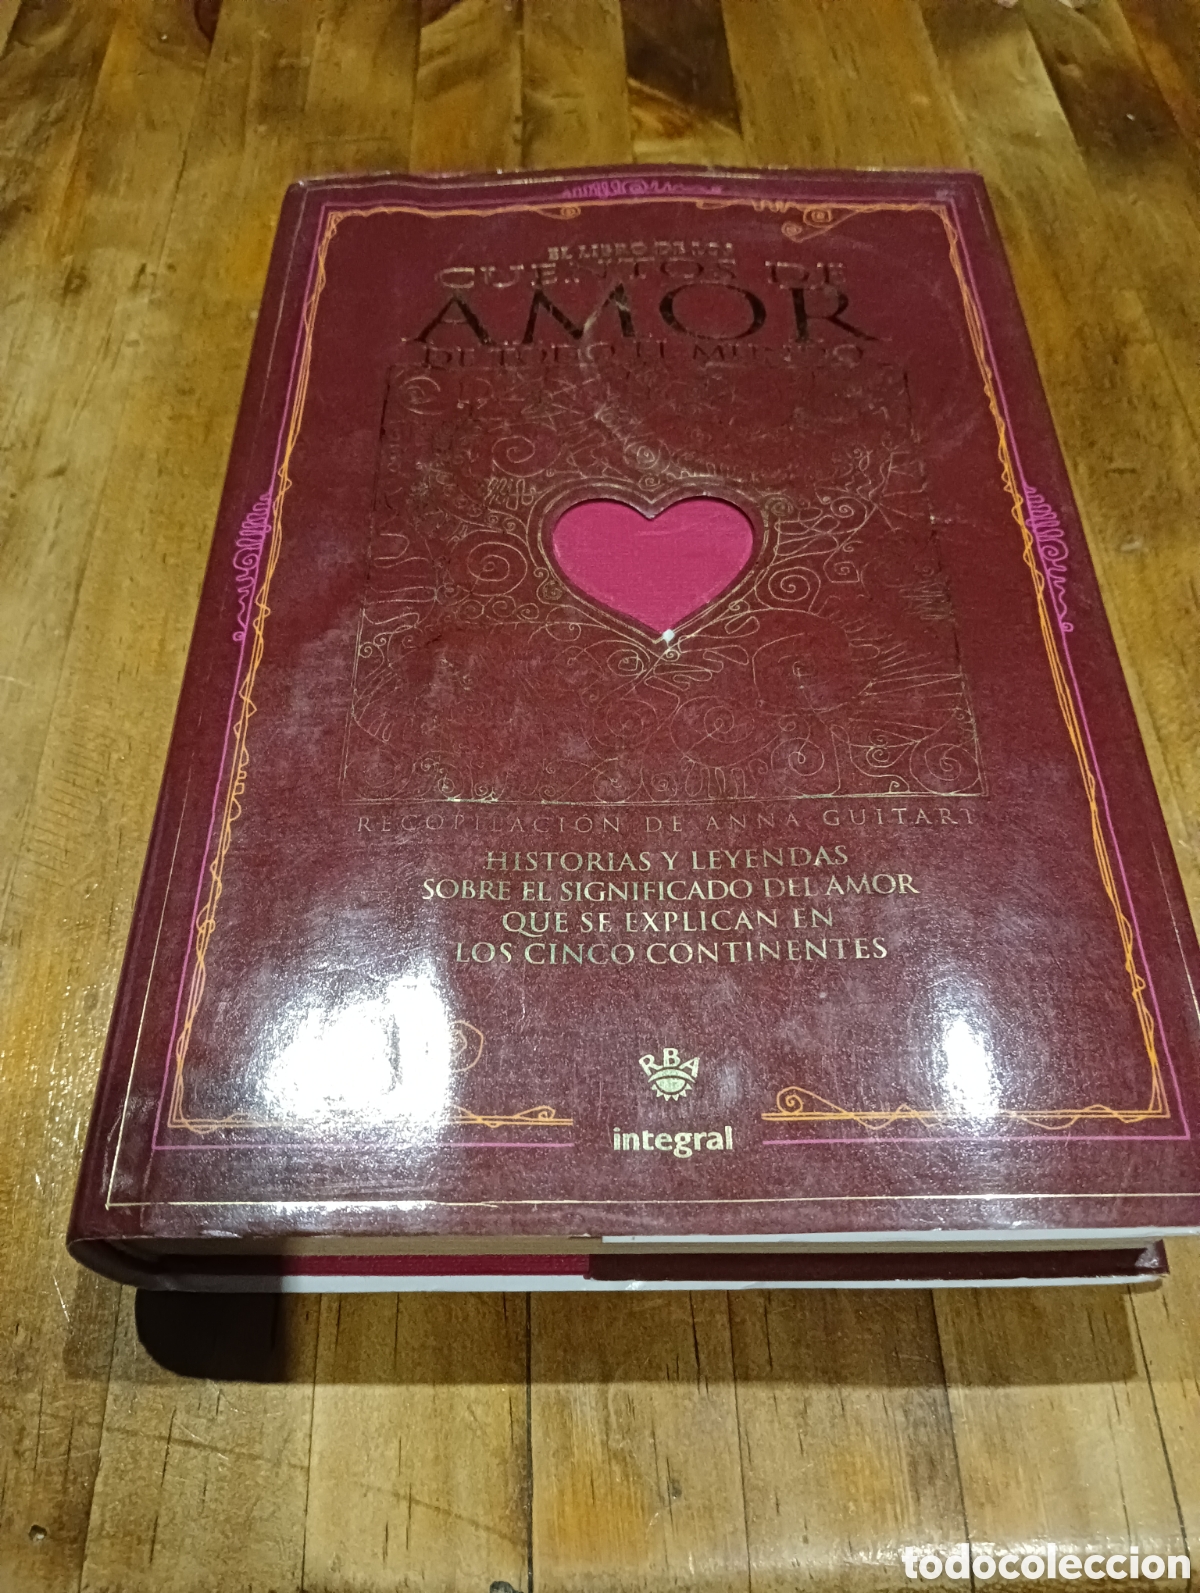 EL LIBRO DE LOS
CUENTOS DE
AMOR
DE TODO EL MUNDO
RECOPILACIÓN DE ANNA GUITART
HISTORIAS Y LEYENDAS
SOBRE EL SIGNIFICADO DEL AMOR
QUE SE EXPLICAN EN
LOS CINCO CONTINENTES
RBA
integral
todocoleccion